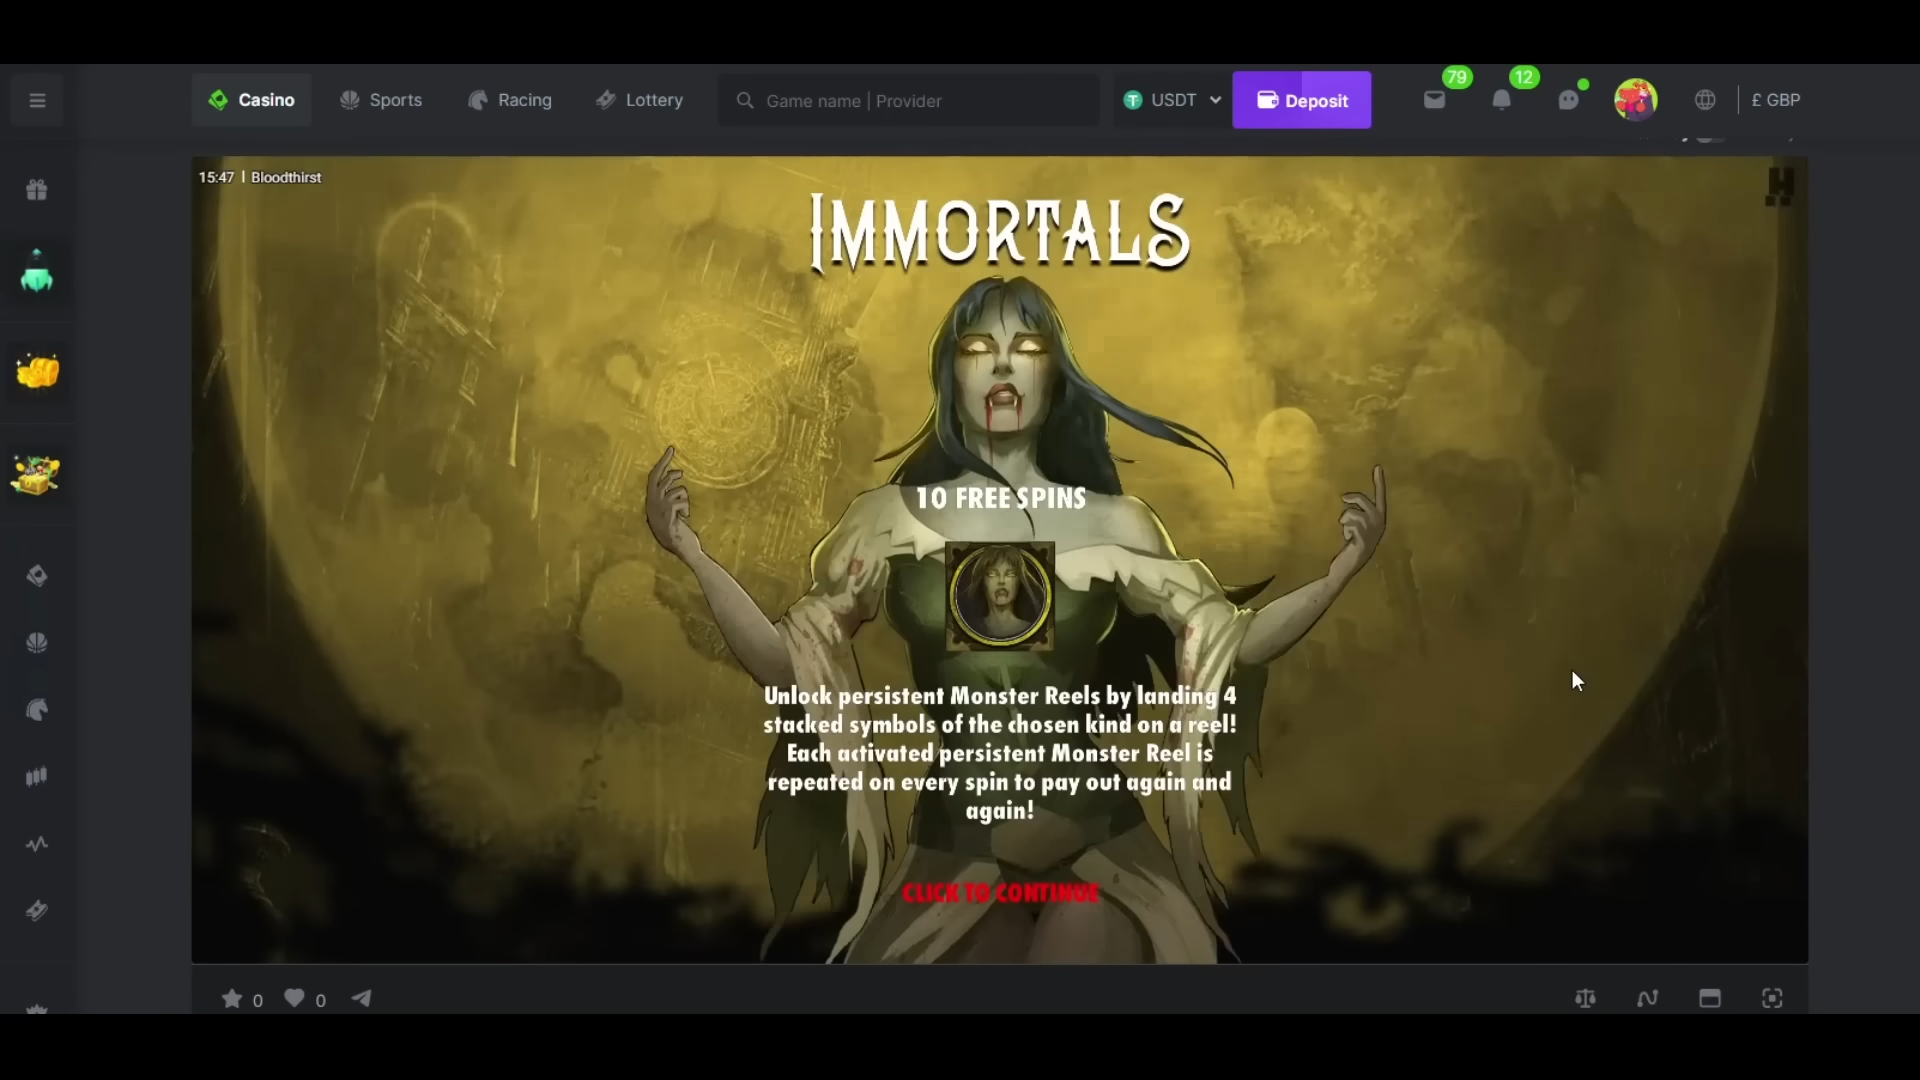 Casino
Sports
Racing
Lottery
Game name | Provider
USDT
Deposit
79
12
£ GBP
15:47 | Bloodthirst
IMMORTALS
10 FREE SPINS
Unlock persistent Monster Reels by landing 4
stacked symbols of the chosen kind on a reel!
Each activated persistent Monster Reel is
repeated on every spin to pay out again and
again!
CLICK TO CONTINUE
0
0